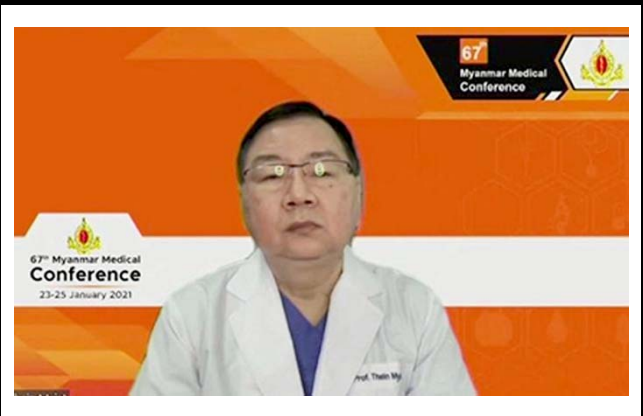 67th
Myanmar Medical
Conference
67th Myanmar Medical
Conference
23-25 January 2021
Prof. Thein